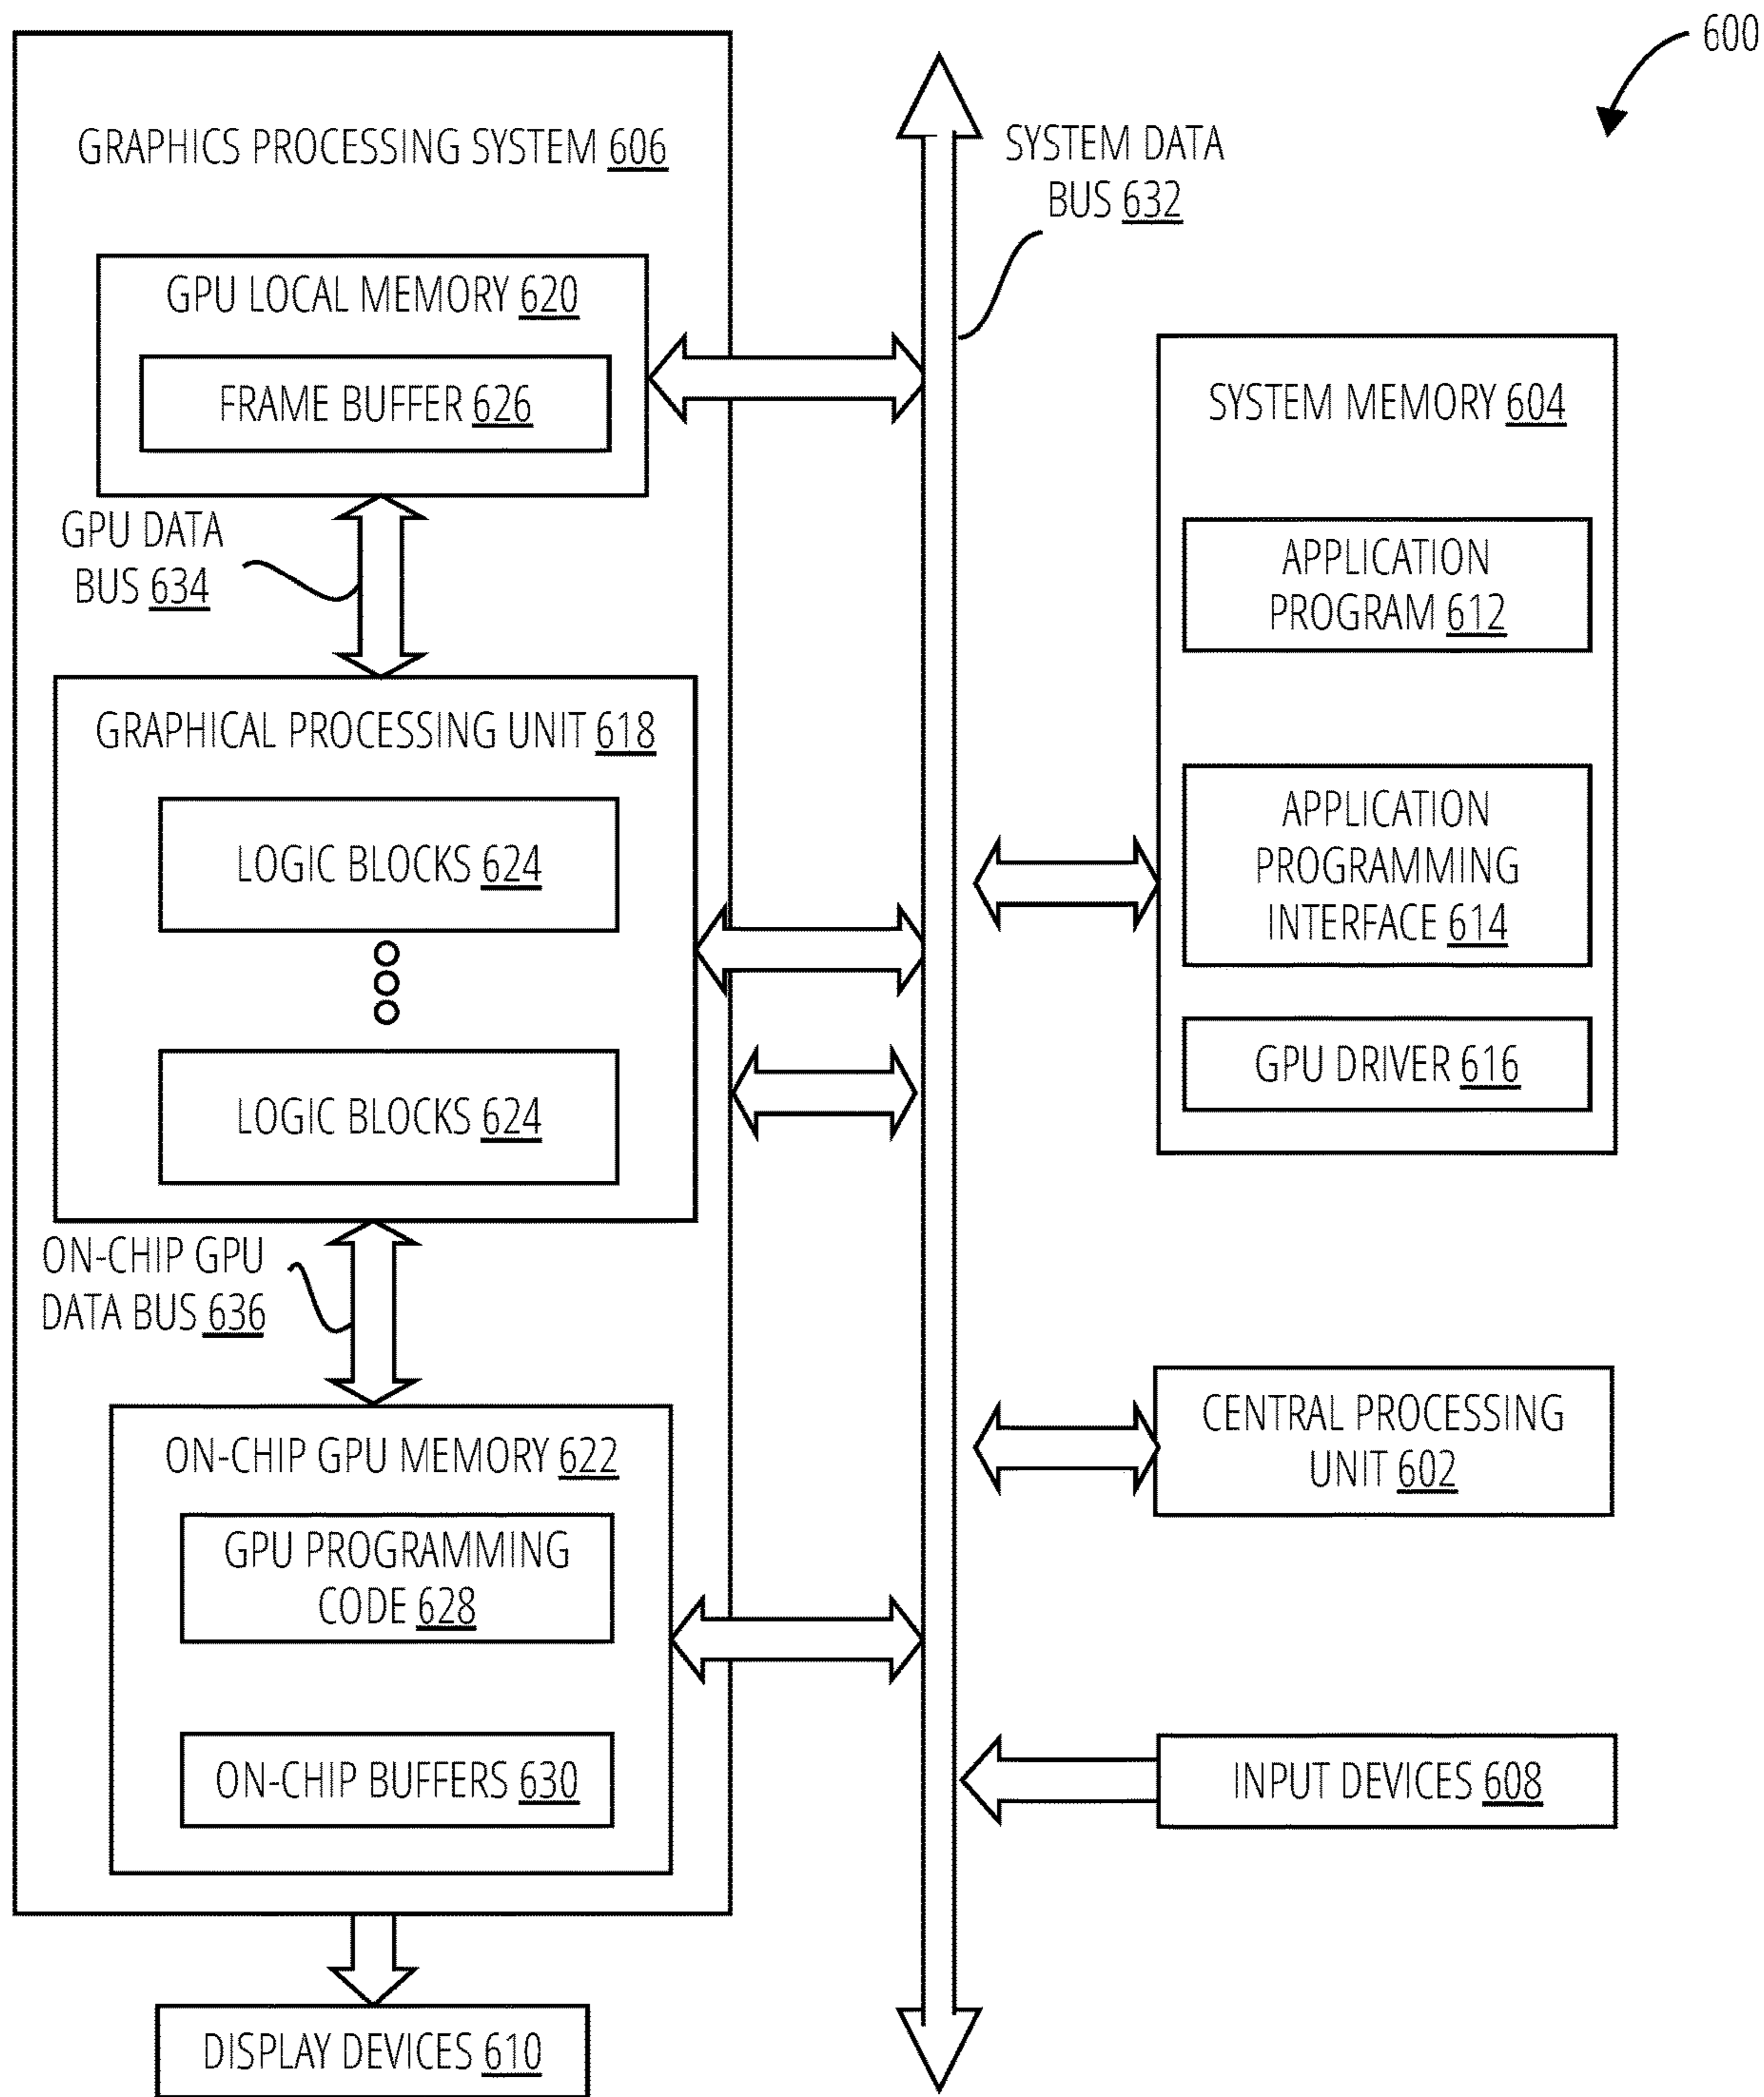 600
GRAPHICS PROCESSING SYSTEM 606
SYSTEM DATA
BUS 632
GPU LOCAL MEMORY 620
FRAME BUFFER 626
GPU DATA
BUS 634
GRAPHICAL PROCESSING UNIT 618
LOGIC BLOCKS 624
LOGIC BLOCKS 624
ON-CHIP GPU
DATA BUS 636
ON-CHIP GPU MEMORY 622
GPU PROGRAMMING
CODE 628
ON-CHIP BUFFERS 630
DISPLAY DEVICES 610
SYSTEM MEMORY 604
APPLICATION
PROGRAM 612
APPLICATION
PROGRAMMING
INTERFACE 614
GPU DRIVER 616
CENTRAL PROCESSING
UNIT 602
INPUT DEVICES 608